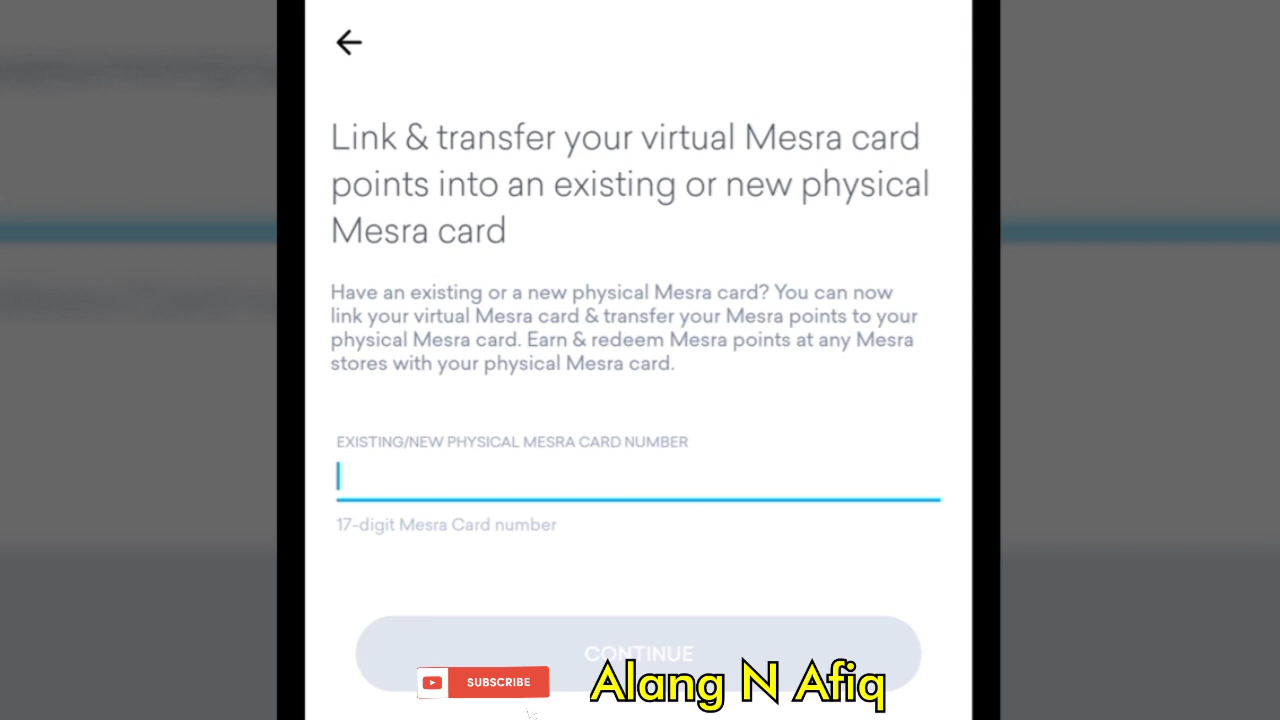 Link & transfer your virtual Mesra card
points into an existing or new physical
Mesra card
Have an existing or a new physical Mesra card? You can now
link your virtual Mesra card & transfer your Mesra points to your
physical Mesra card. Earn & redeem Mesra points at any Mesra
stores with your physical Mesra card.
EXISTING/NEW PHYSICAL MESRA CARD NUMBER
17-digit Mesra Card number
CONTINUE
SUBSCRIBE
Alang N Afiq